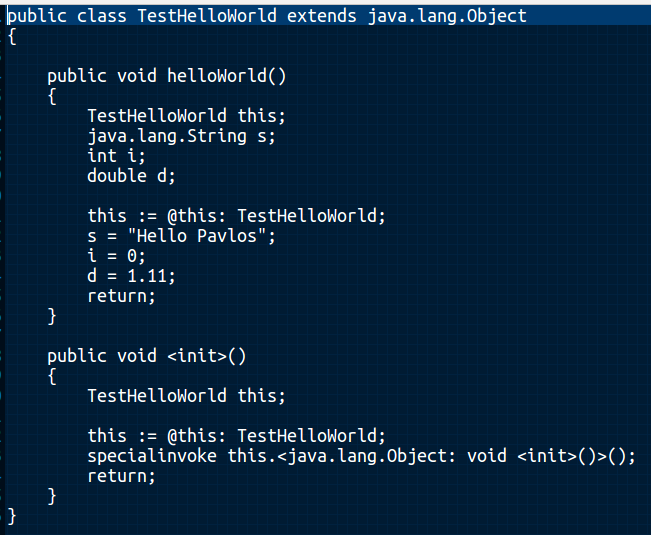 public class TestHelloWorld extends java.lang.Object
{
public void helloWorld()
{
TestHelloWorld this;
java.lang.String s;
int i;
double d;
this := @this: TestHelloWorld;
s = "Hello Pavlos";
i = 0;
d = 1.11;
return;
}
public void <init>()
{
TestHelloWorld this;
this := @this: TestHelloWorld;
specialinvoke this.<java.lang.Object: void <init>()>();
return;
}
}